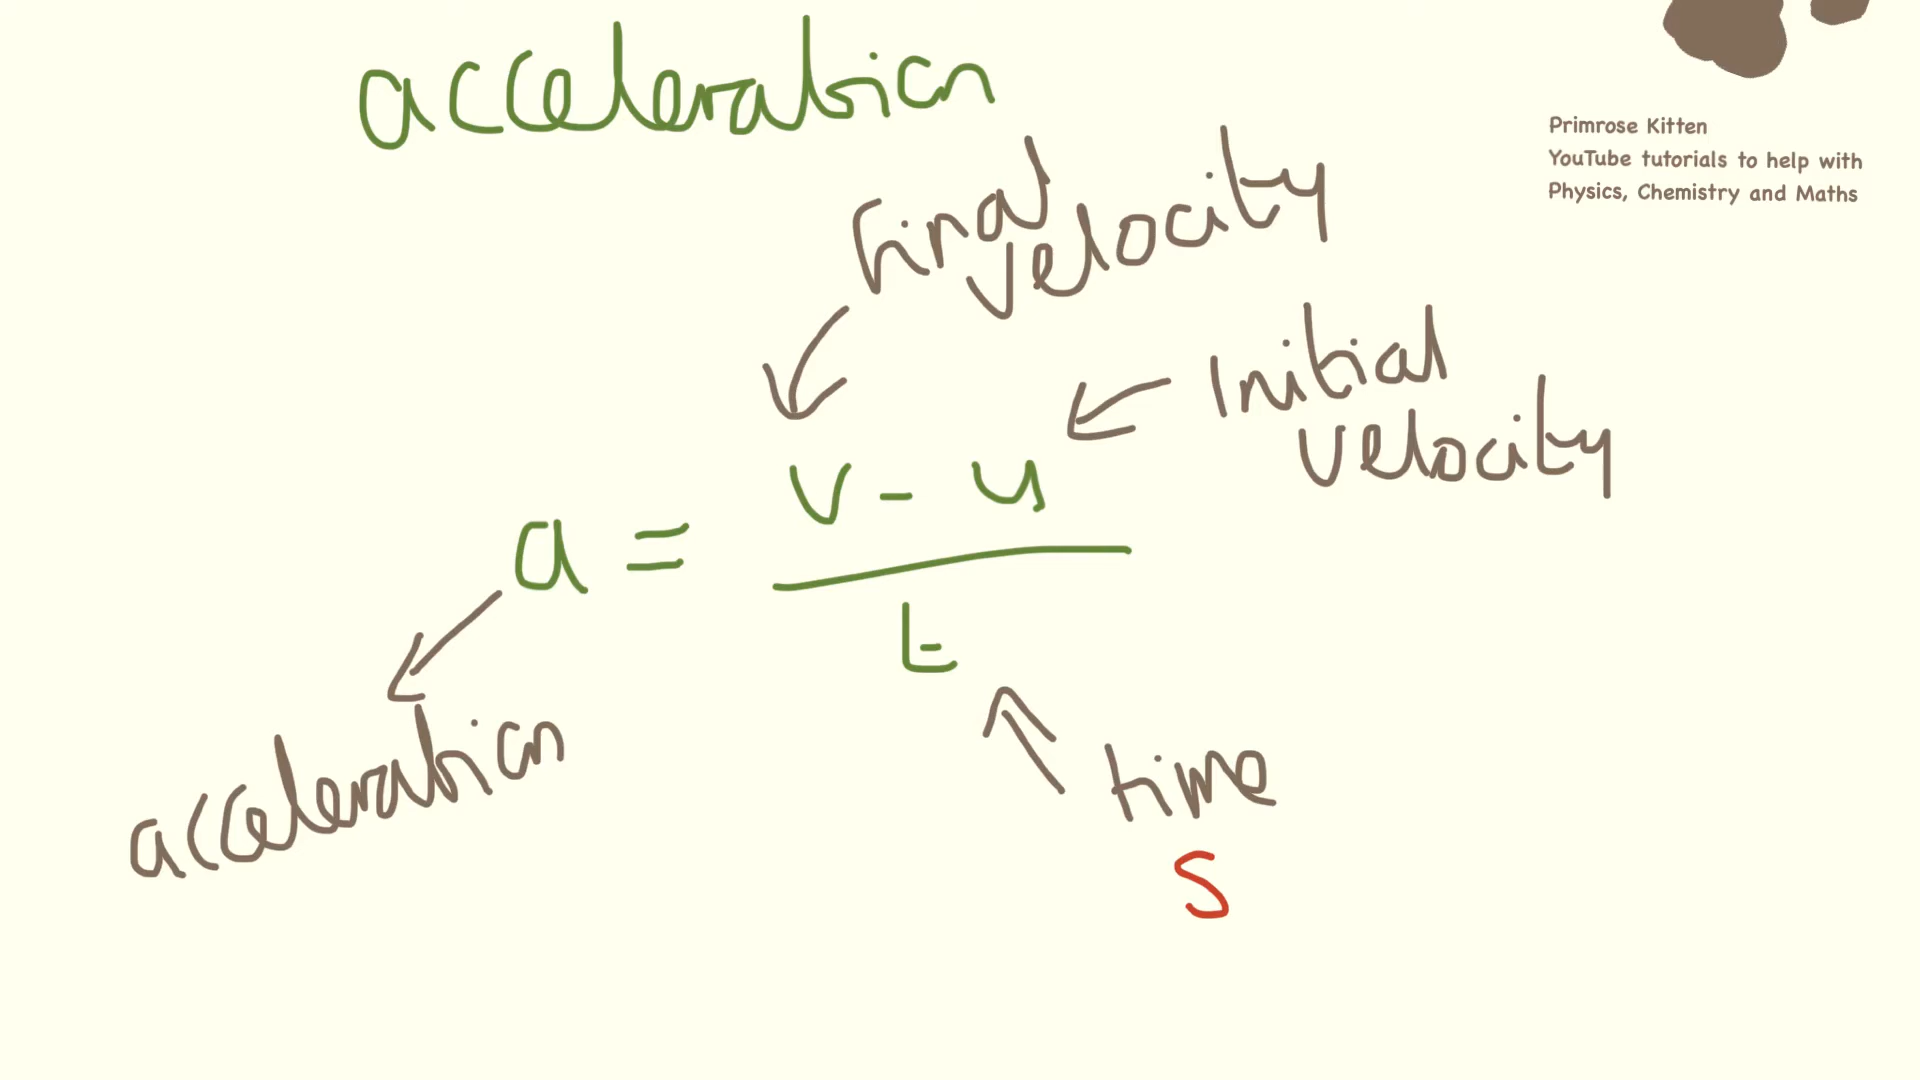 acceleration
Primrose Kitten
YouTube tutorials to help with
Physics, Chemistry and Maths
final
velocity
Initial
velocity
a = v - u
t
acceleration
time
s